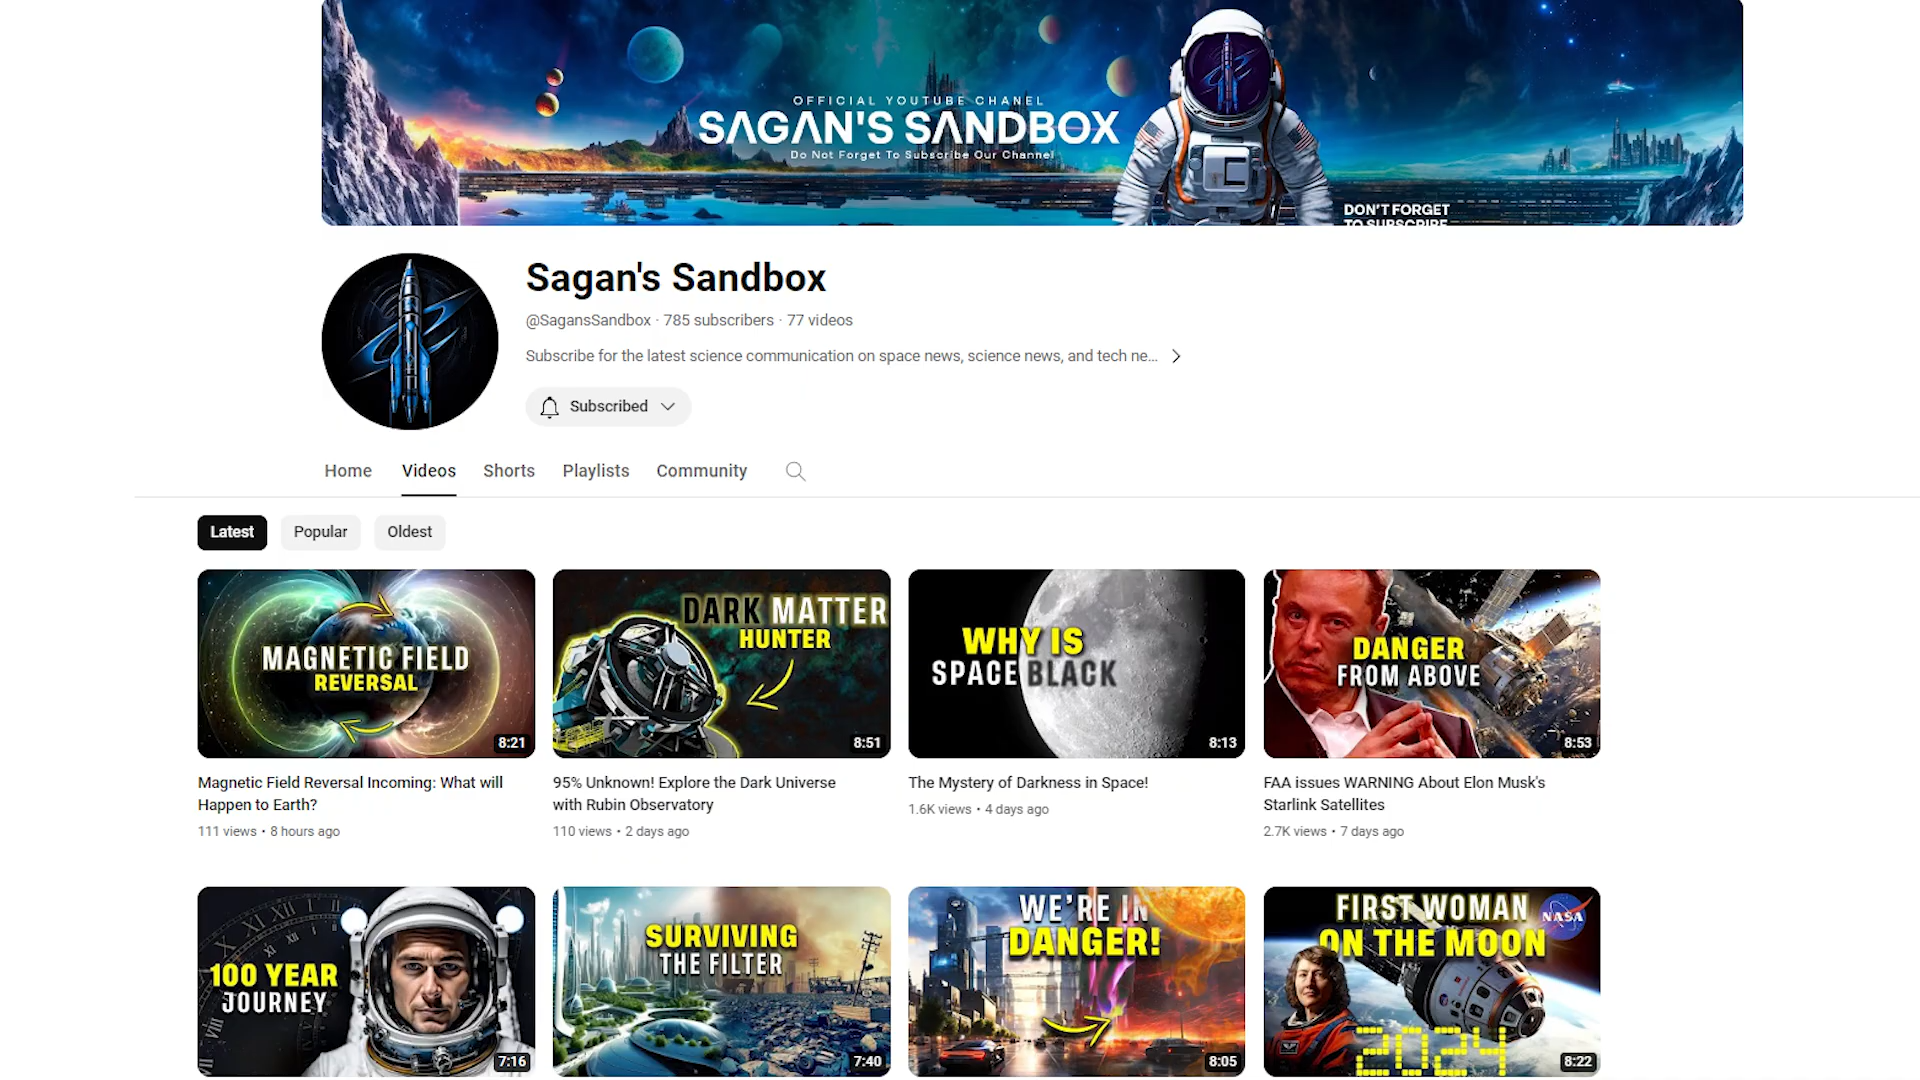 OFFICIAL YOUTUBE CHANEL
SAGAN'S SANDBOX
Do Not Forget To Subscribe Our Channel
DON'T FORGET
TO SUBSCRIBE
Sagan's Sandbox
@SagansSandbox · 785 subscribers · 77 videos
Subscribe for the latest science communication on space news, science news, and tech ne...
Subscribed
Home Videos Shorts Playlists Community
Latest Popular Oldest
MAGNETIC FIELD
REVERSAL
8:21
DARK MATTER
HUNTER
8:51
WHY IS
SPACE BLACK
8:13
DANGER
FROM ABOVE
8:53
Magnetic Field Reversal Incoming: What will
Happen to Earth?
111 views • 8 hours ago
95% Unknown! Explore the Dark Universe
with Rubin Observatory
110 views • 2 days ago
The Mystery of Darkness in Space!
1.6K views • 4 days ago
FAA issues WARNING About Elon Musk's
Starlink Satellites
2.7K views • 7 days ago
100 YEAR
JOURNEY
7:16
SURVIVING
THE FILTER
7:40
WE'RE IN
DANGER!
8:05
FIRST WOMAN
ON THE MOON
NASA
2024
8:22